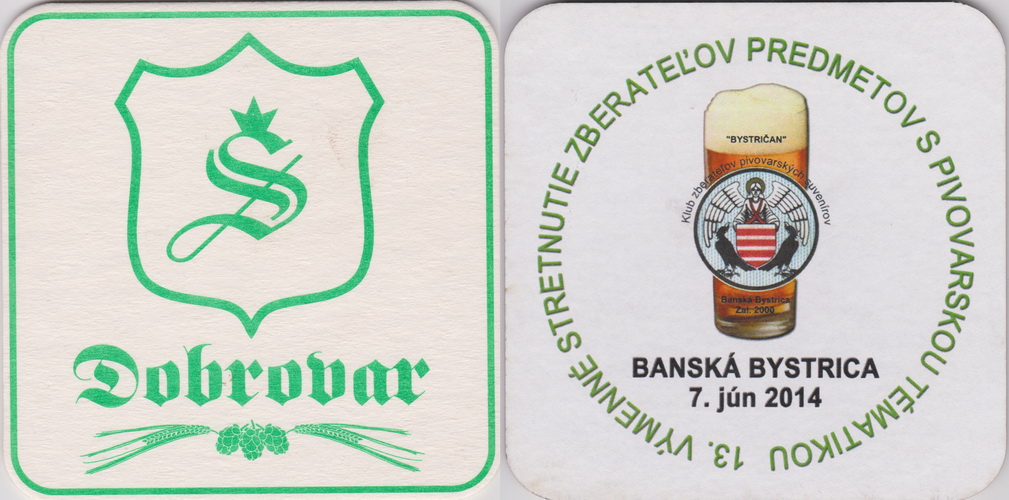 S
Dobrovar
13. VÝMENNÉ STRETNUTIE ZBERATEĽOV PREDMETOV S PIVOVARSKOU TÉMATIKOU
"BYSTRIČAN"
Klub zberateľov pivovarských suvenírov
Banská Bystrica
Zal. 2000
BANSKÁ BYSTRICA
7. jún 2014